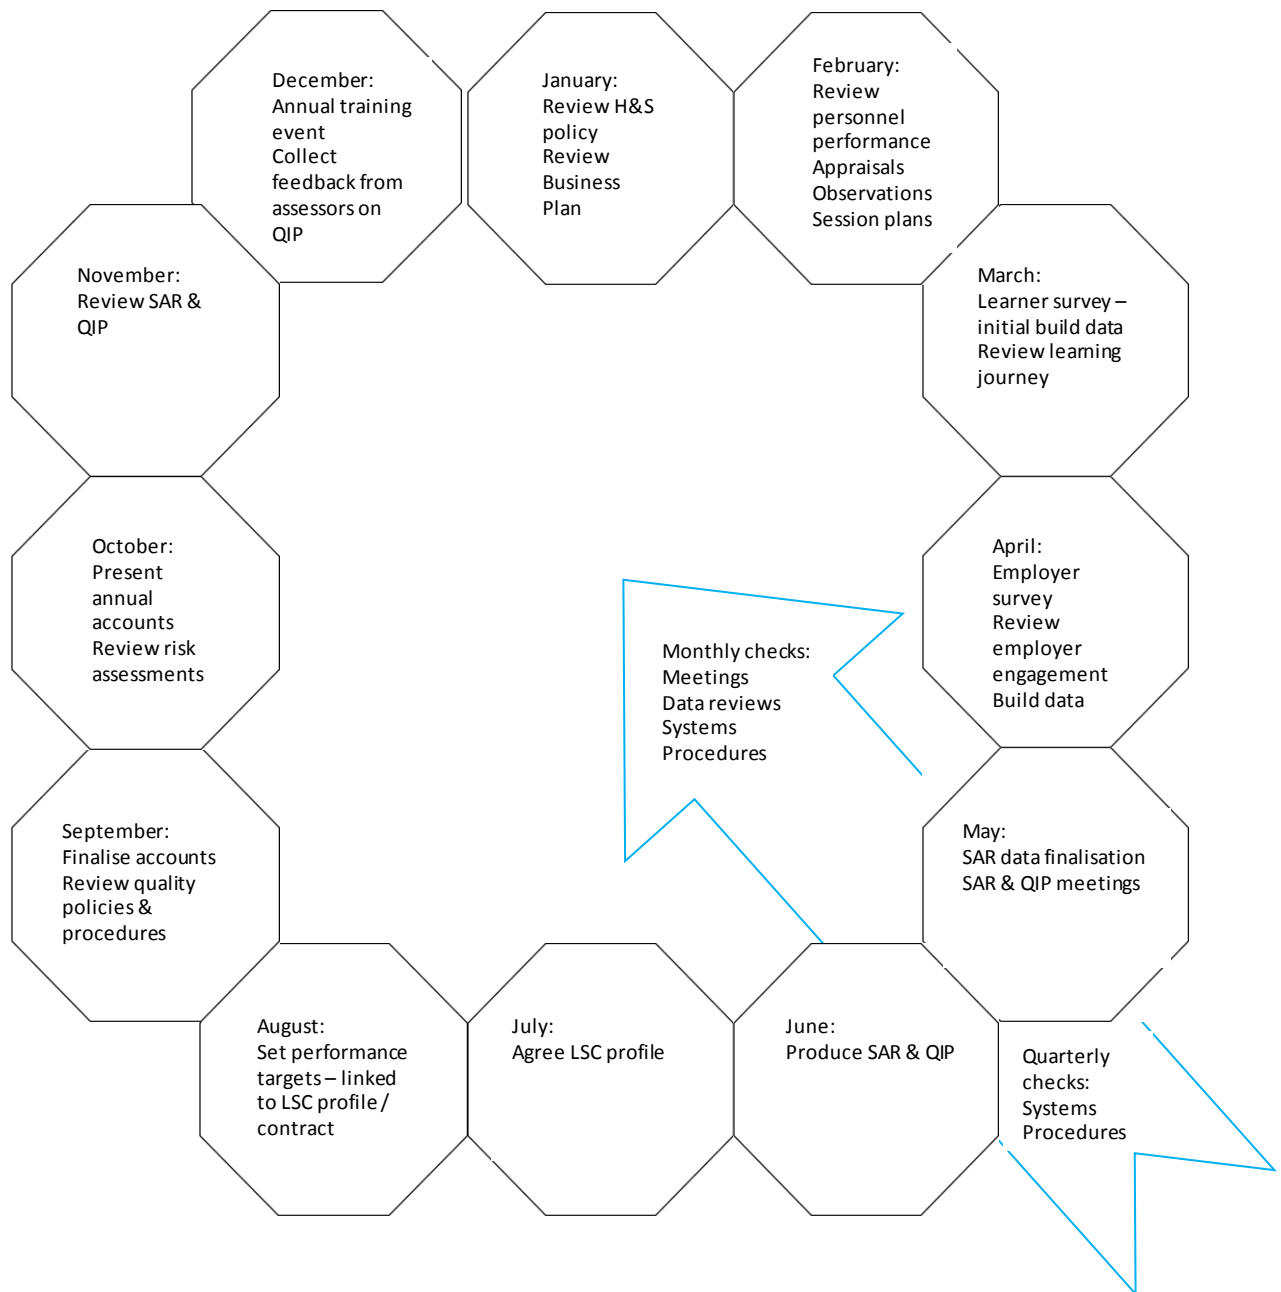 December:
Annual training
event
Collect
feedback from
assessors on
QIP
January:
Review H&S
policy
Review
Business
Plan
February:
Review
personnel
performance
Appraisals
Observations
Session plans
March:
Learner survey –
initial build data
Review learning
journey
April:
Employer
survey
Review
employer
engagement
Build data
May:
SAR data finalisation
SAR & QIP meetings
June:
Produce SAR & QIP
July:
Agree LSC profile
August:
Set performance
targets – linked
to LSC profile /
contract
September:
Finalise accounts
Review quality
policies &
procedures
October:
Present
annual
accounts
Review risk
assessments
November:
Review SAR &
QIP
Monthly checks:
Meetings
Data reviews
Systems
Procedures
Quarterly
checks:
Systems
Procedures